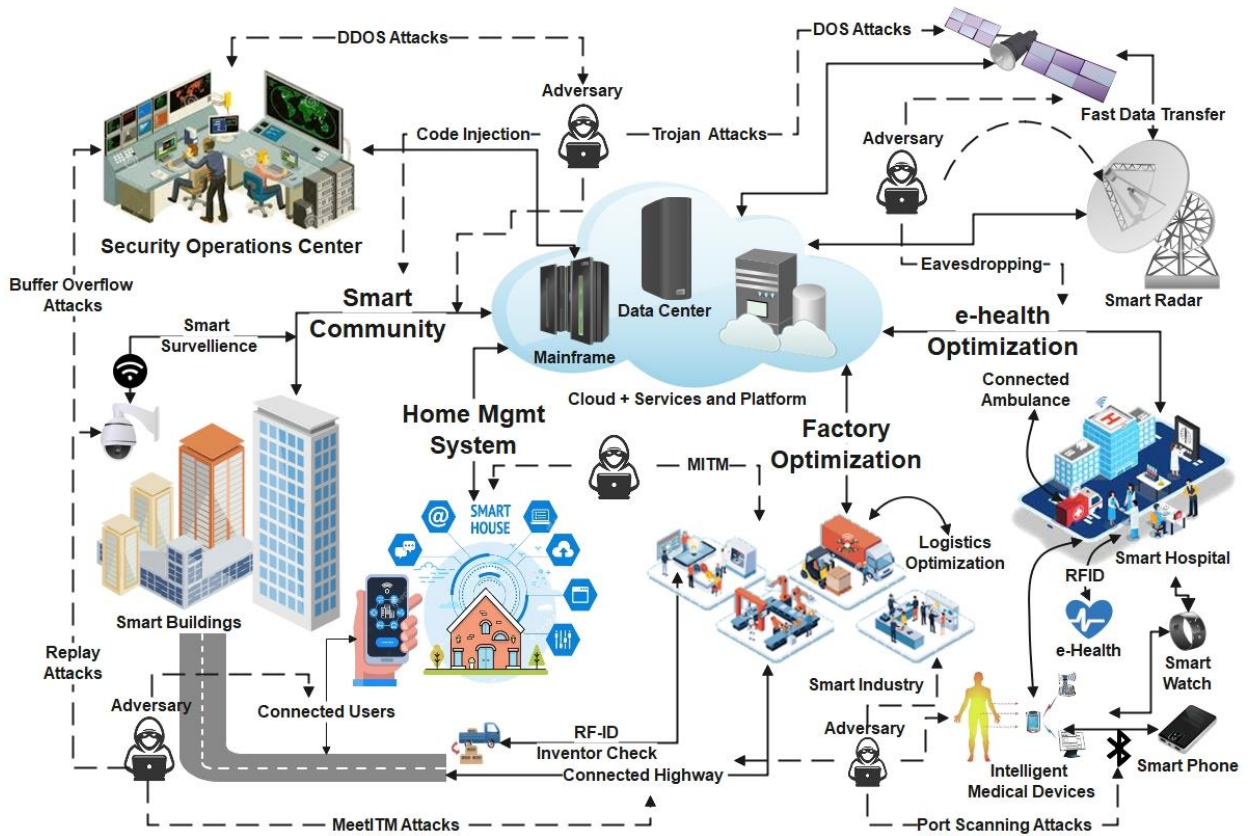 DDOS Attacks
DOS Attacks
Adversary
Fast Data Transfer
Code Injection
Trojan Attacks
Adversary
Security Operations Center
Buffer Overflow
Attacks
Smart
Community
Data Center
Eavesdropping
Smart Radar
Smart
Survellience
Mainframe
e-health
Optimization
Cloud + Services and Platform
Connected
Ambulance
Home Mgmt
System
Factory
Optimization
MITM
H
@
SMART
HOUSE
Logistics
Optimization
Smart Hospital
RFID
e-Health
Smart Buildings
Replay
Attacks
Smart
Watch
Smart Industry
Adversary
Connected Users
Adversary
RF-ID
Inventor Check
Connected Highway
Intelligent
Medical Devices
Smart Phone
MeetITM Attacks
Port Scanning Attacks